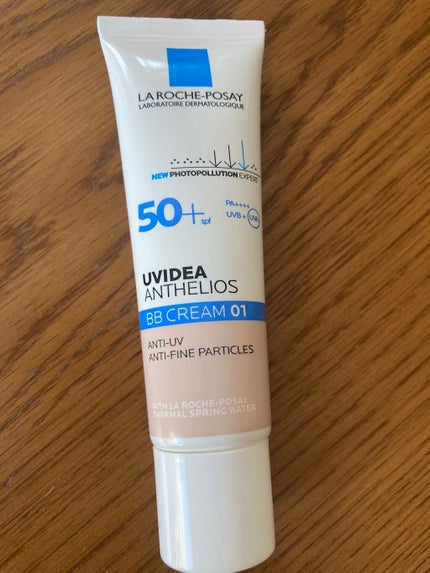 LA ROCHE-POSAY
LABORATOIRE DERMATOLOGIQUE
NEW PHOTOPOLLUTION EXPERT
50+ spf
PA++++
UVB + UVA
UVIDEA
ANTHELIOS
BB CREAM 01
ANTI-UV
ANTI-FINE PARTICLES
WITH LA ROCHE-POSAY
THERMAL SPRING WATER